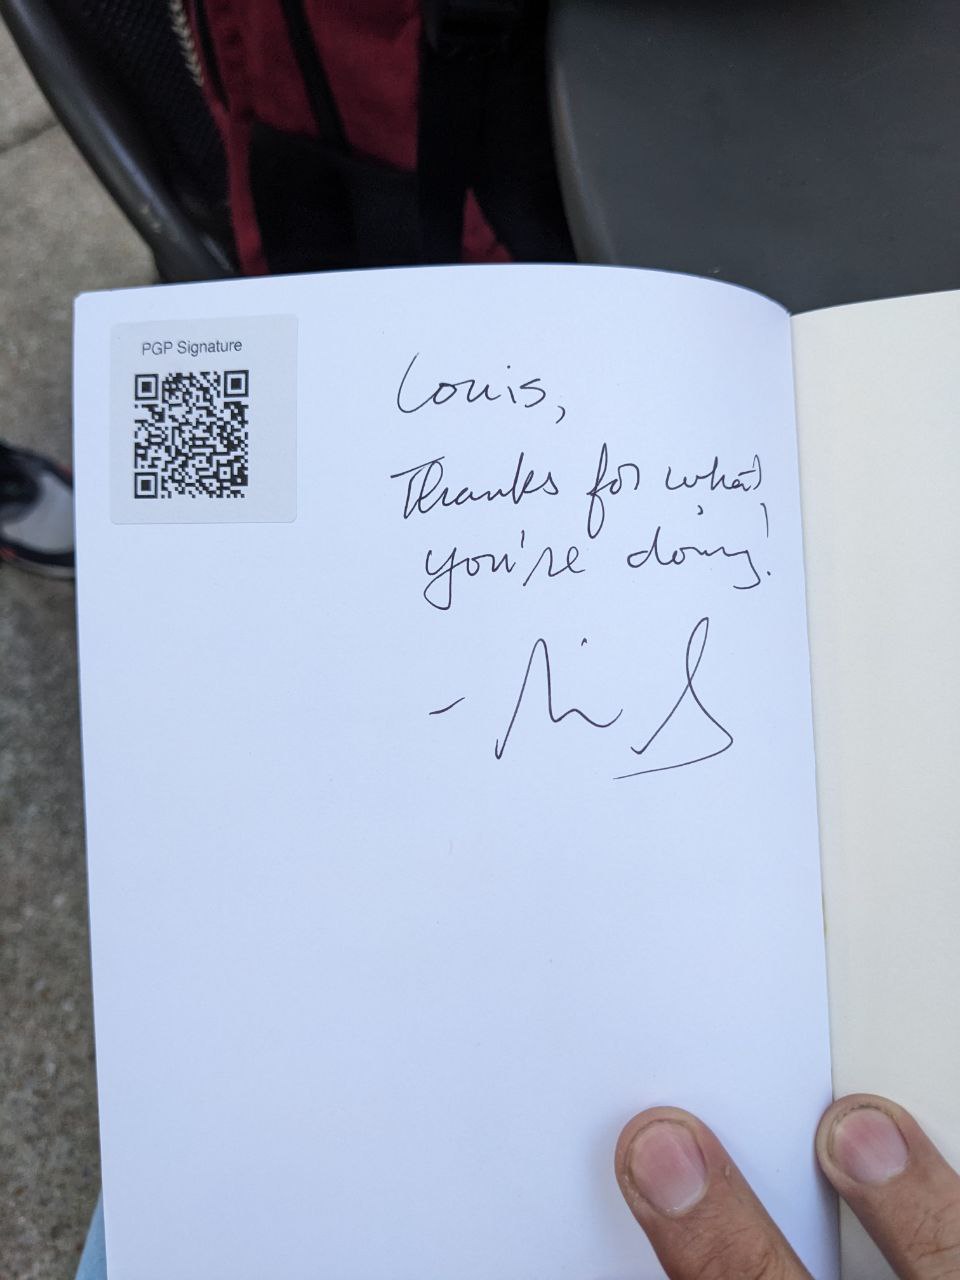 PGP Signature
Louis,
Thanks for what
you're doing!